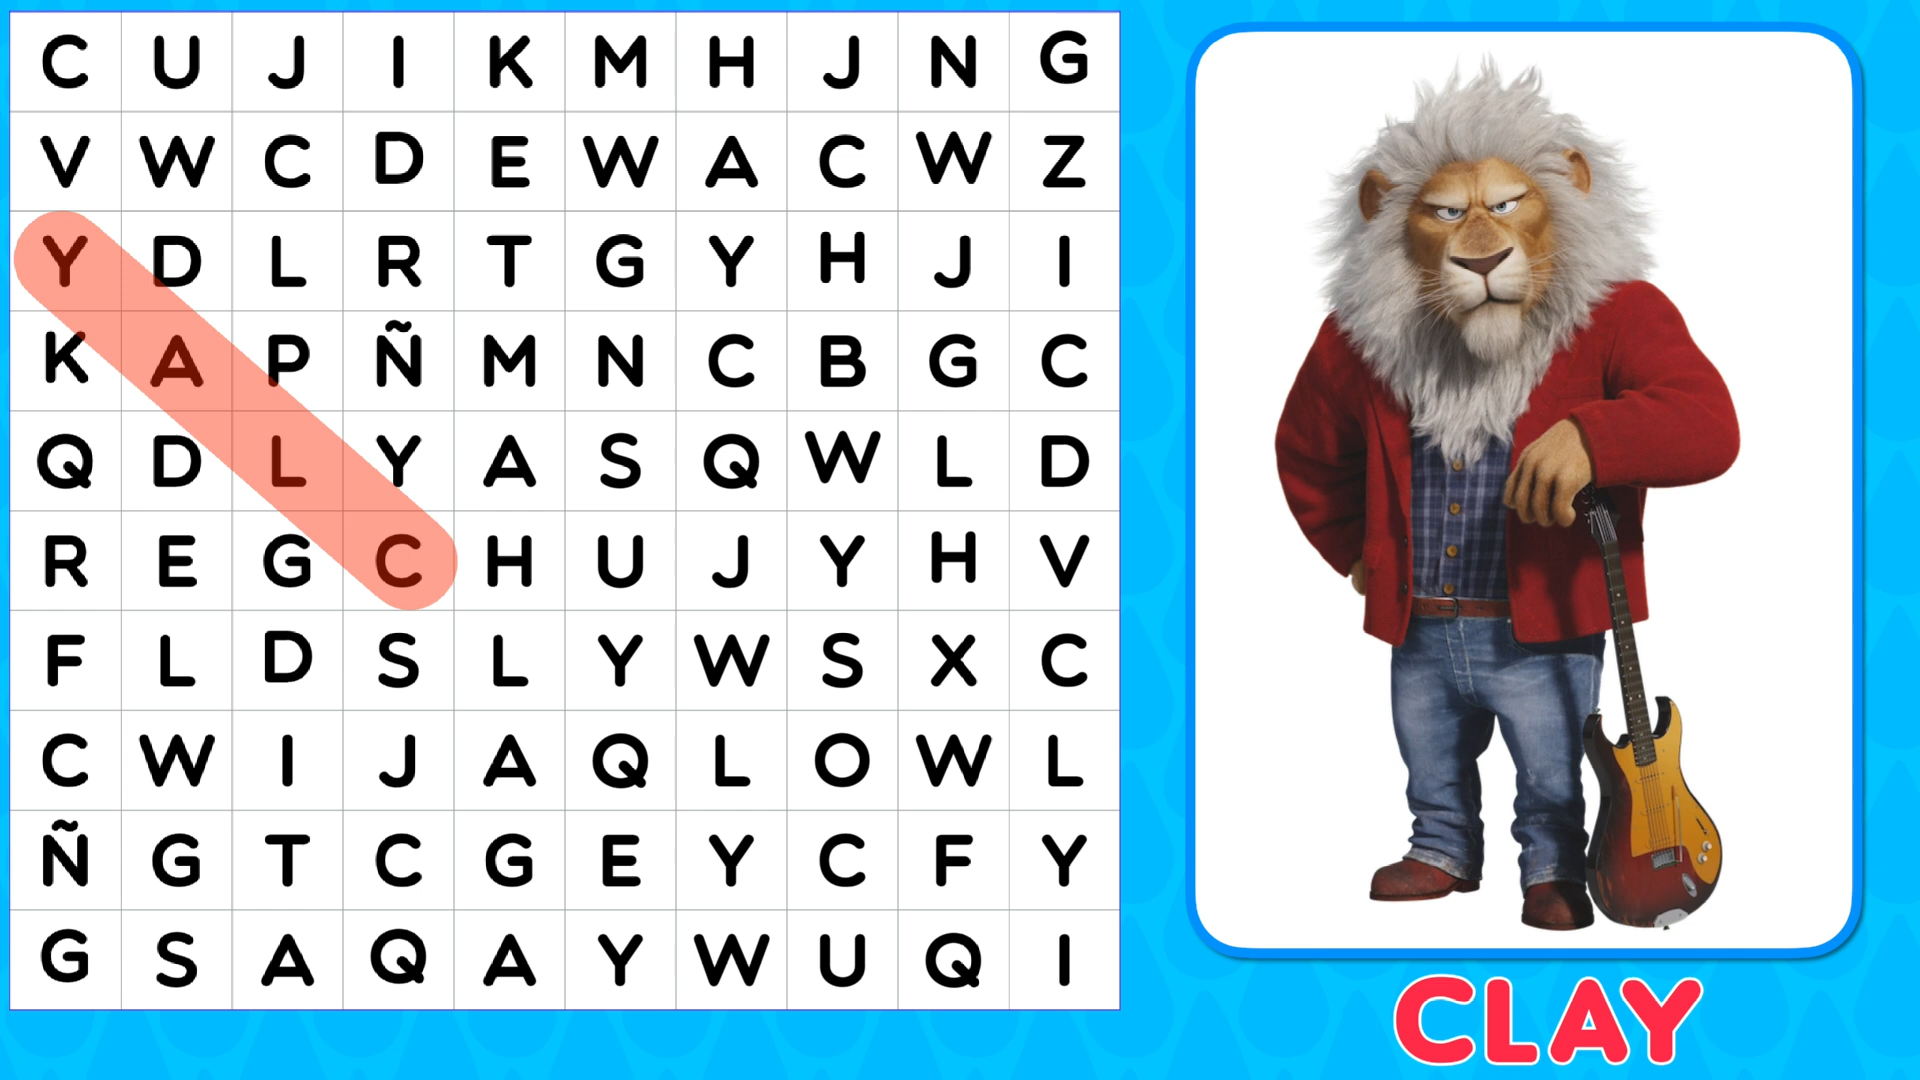 C U J I K M H J N G
V W C D E W A C W Z
Y D L R T G Y H J I
K A P Ñ M N C B G C
Q D L Y A S Q W L D
R E G C H U J Y H V
F L D S L Y W S X C
C W I J A Q L O W L
Ñ G T C G E Y C F Y
G S A Q A Y W U Q I
CLAY